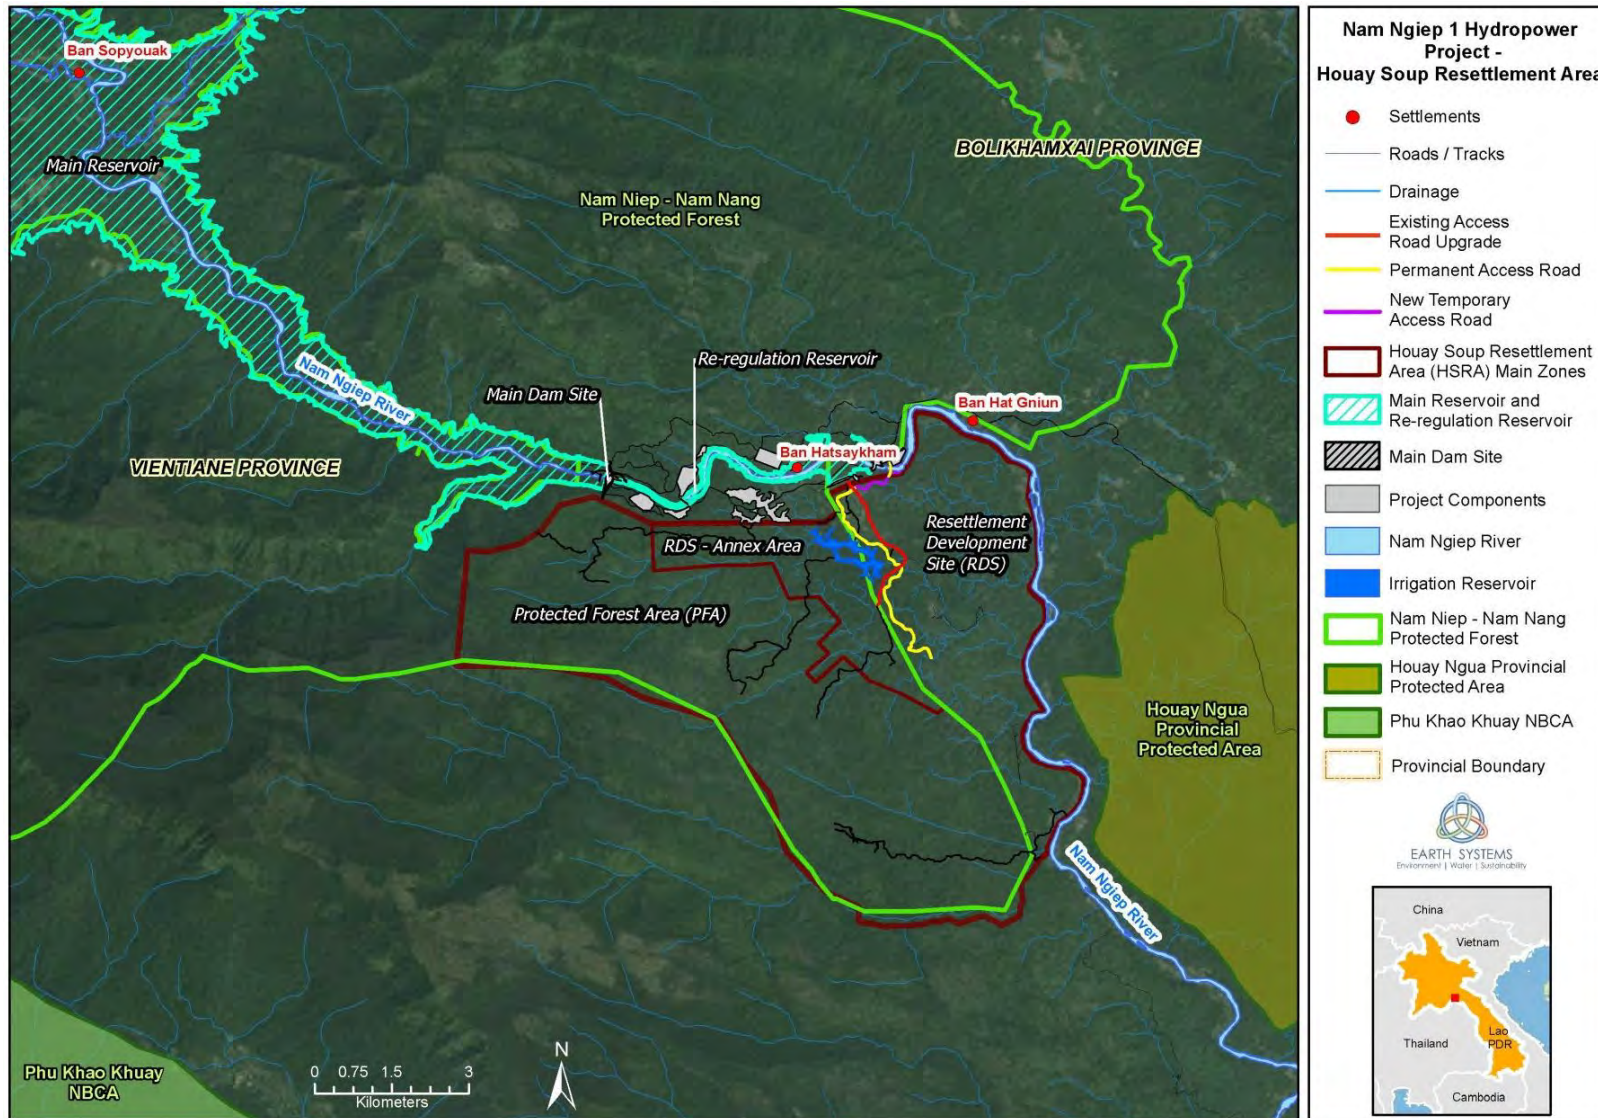 Ban Sopyouak
Main Reservoir
BOLIKHAMXAI PROVINCE
Nam Niep - Nam Nang
Protected Forest
Re-regulation Reservoir
Nam Ngiep River
Main Dam Site
Ban Hat Gniun
Ban Hatsaykham
VIENTIANE PROVINCE
Resettlement
Development
Site (RDS)
RDS - Annex Area
Protected Forest Area (PFA)
Houay Ngua
Provincial
Protected Area
Nam Ngiep River
Phu Khao Khuay
NBCA
0 0.75 1.5 3
Kilometers
N
Nam Ngiep 1 Hydropower
Project -
Houay Soup Resettlement Area
Settlements
Roads / Tracks
Drainage
Existing Access
Road Upgrade
Permanent Access Road
New Temporary
Access Road
Houay Soup Resettlement
Area (HSRA) Main Zones
Main Reservoir and
Re-regulation Reservoir
Main Dam Site
Project Components
Nam Ngiep River
Irrigation Reservoir
Nam Niep - Nam Nang
Protected Forest
Houay Ngua Provincial
Protected Area
Phu Khao Khuay NBCA
Provincial Boundary
EARTH SYSTEMS
Environment | Water | Sustainability
China
Vietnam
Lao
PDR
Thailand
Cambodia